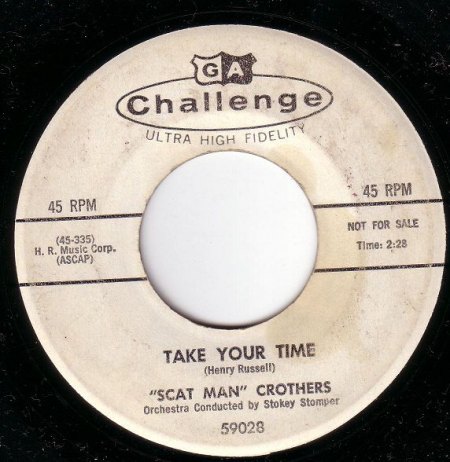 GA
Challenge
ULTRA HIGH FIDELITY
45 RPM
45 RPM
(45-335)
H. R. Music Corp.
(ASCAP)
NOT FOR SALE
Time: 2:28
TAKE YOUR TIME
(Henry Russell)
"SCAT MAN" CROTHERS
Orchestra Conducted by Stokey Stomper
59028